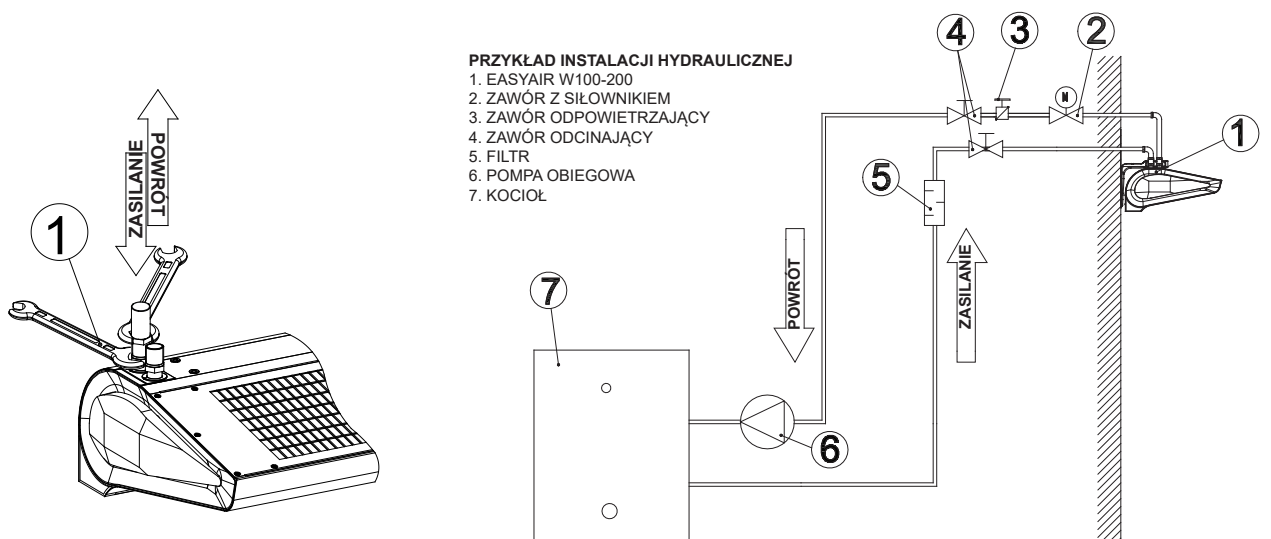 PRZYKŁAD INSTALACJI HYDRAULICZNEJ
1. EASYAIR W100-200
2. ZAWÓR Z SIŁOWNIKIEM
3. ZAWÓR ODPOWIETRZAJĄCY
4. ZAWÓR ODCINAJĄCY
5. FILTR
6. POMPA OBIEGOWA
7. KOCIOŁ
ZASILANIE
POWRÓT
1
4
3
2
M
1
5
POWRÓT
ZASILANIE
7
6